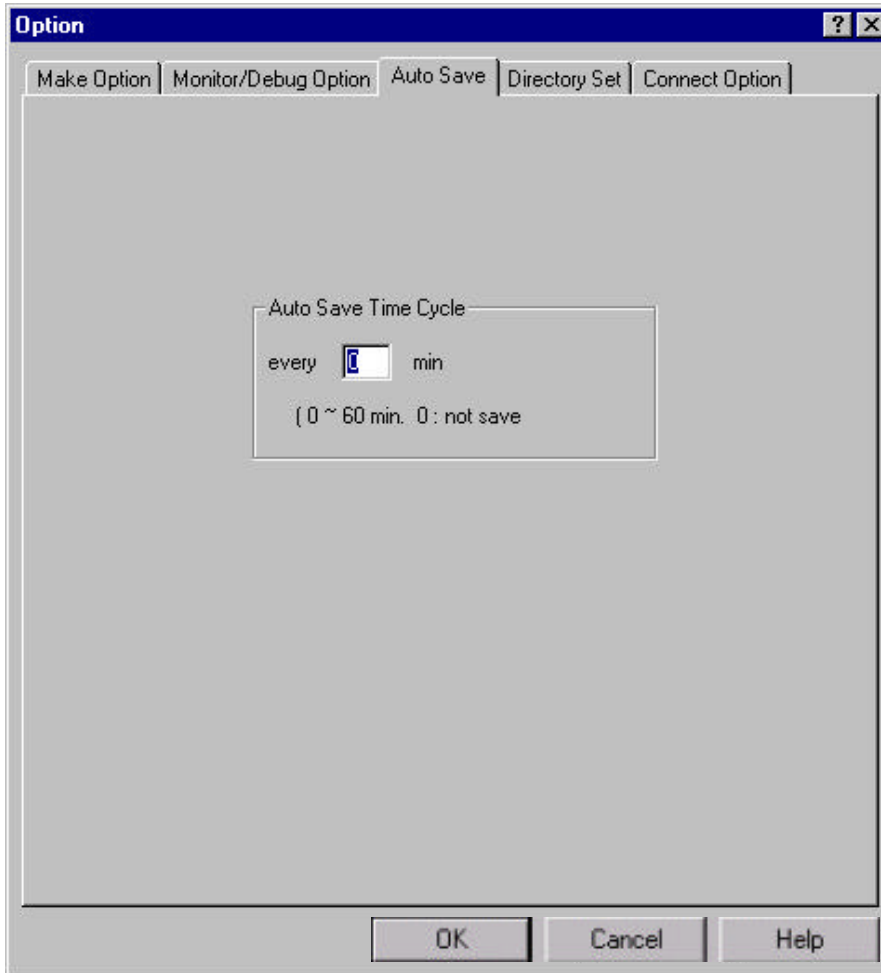 Option
Make Option Monitor/Debug Option Auto Save Directory Set Connect Option
Auto Save Time Cycle
every 0 min
( 0 ~ 60 min. 0 : not save
OK Cancel Help